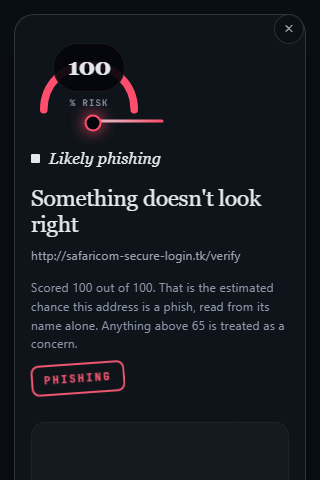 ×
100
% RISK
Likely phishing
Something doesn't look
right
http://safaricom-secure-login.tk/verify
Scored 100 out of 100. That is the estimated
chance this address is a phish, read from its
name alone. Anything above 65 is treated as a
concern.
PHISHING